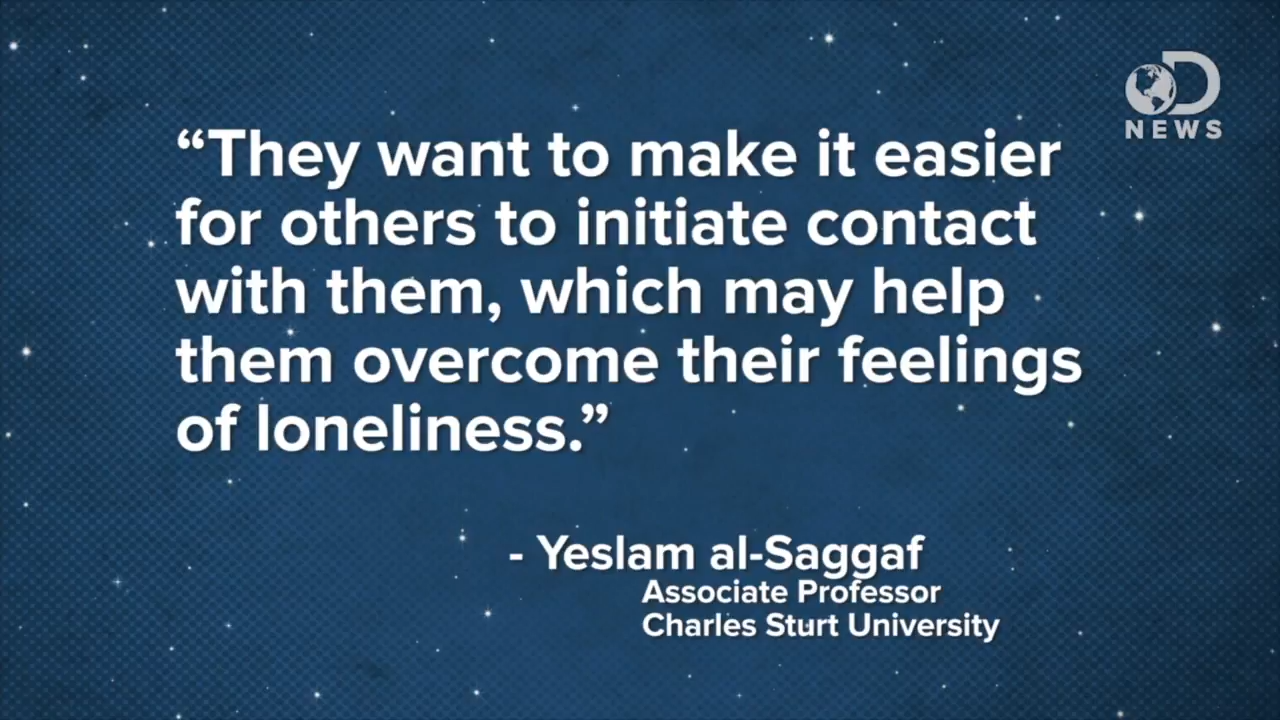 NEWS
“They want to make it easier
for others to initiate contact
with them, which may help
them overcome their feelings
of loneliness.”
- Yeslam al-Saggaf
Associate Professor
Charles Sturt University